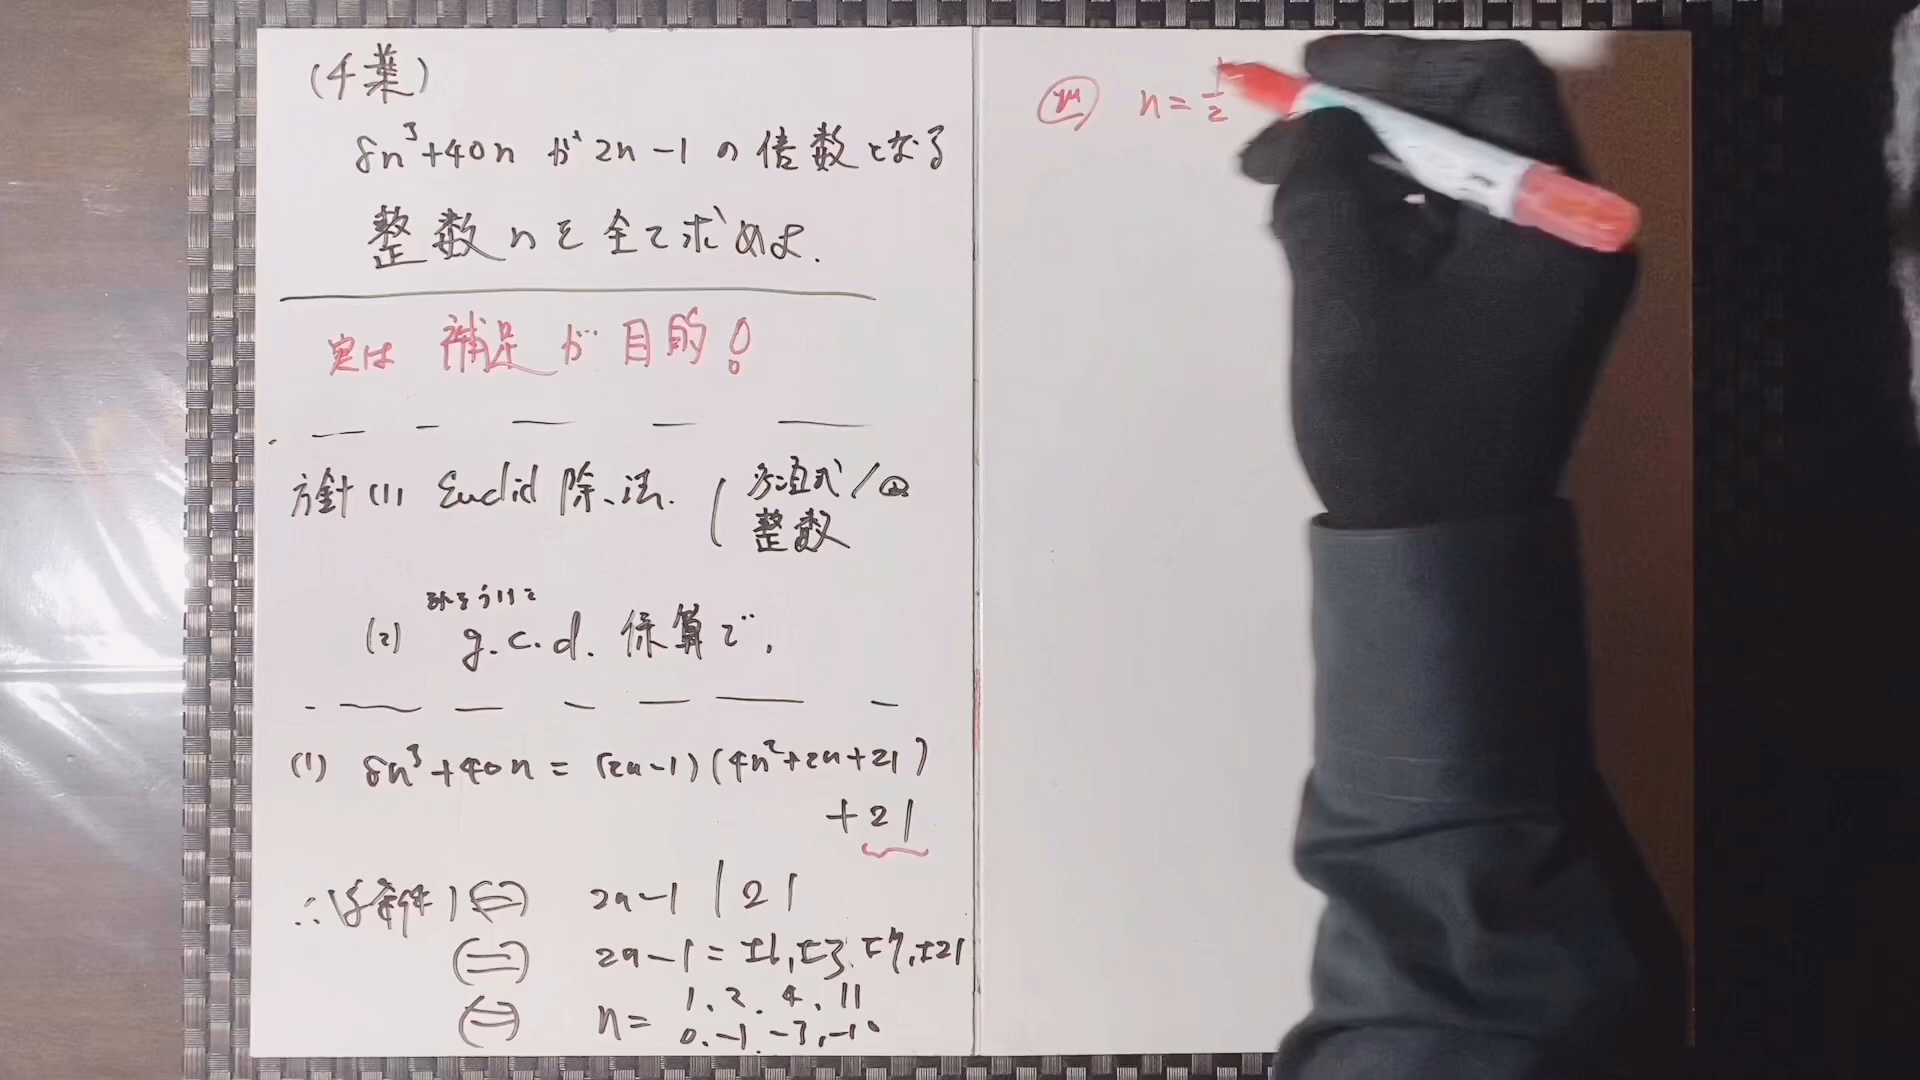 (千葉)
8n³+40n が 2n-1 の倍数となる
整数nを全て求めよ.
実は 補足が目的!
方針 (1) Euclid 除法. (多項式/Q
整数
(2) g.c.d. 保算で,
(1) 8n³+40n = (2n-1)(4n²+2n+21)
+21
∴ (与条件) ⇔ 2n-1 | 21
⇔ 2n-1 = ±1, ±3, ±7, ±21
⇔ n = 1, 2, 4, 11
0, -1, -3, -10
n = 1/2